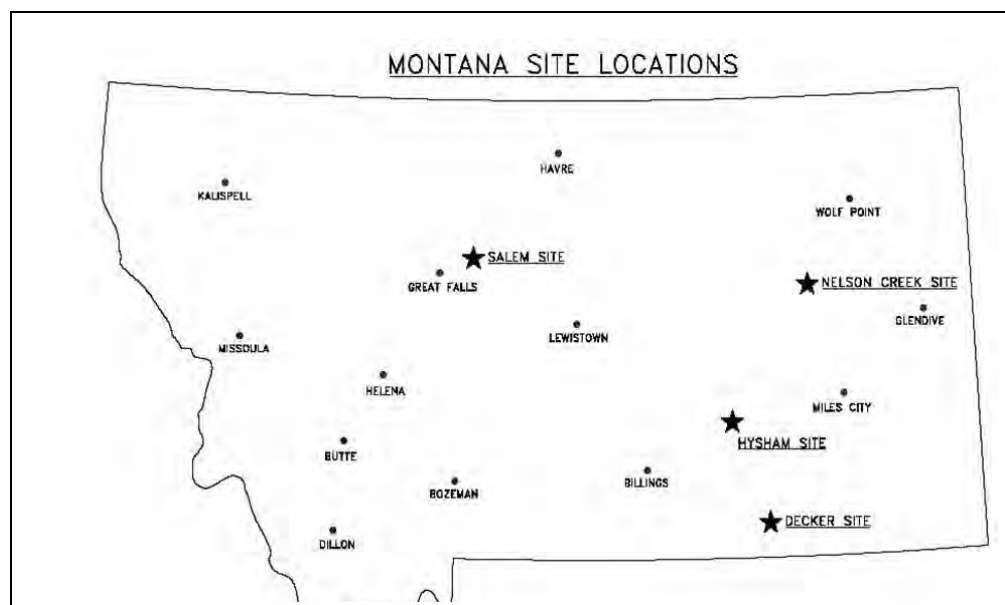 MONTANA SITE LOCATIONS
HAVRE
KALISPELL
WOLF POINT
SALEM SITE
GREAT FALLS
NELSON CREEK SITE
GLENDIVE
LEWISTOWN
MISSOULA
HELENA
MILES CITY
HYSHAM SITE
BUTTE
BILLINGS
BOZEMAN
DECKER SITE
DILLON